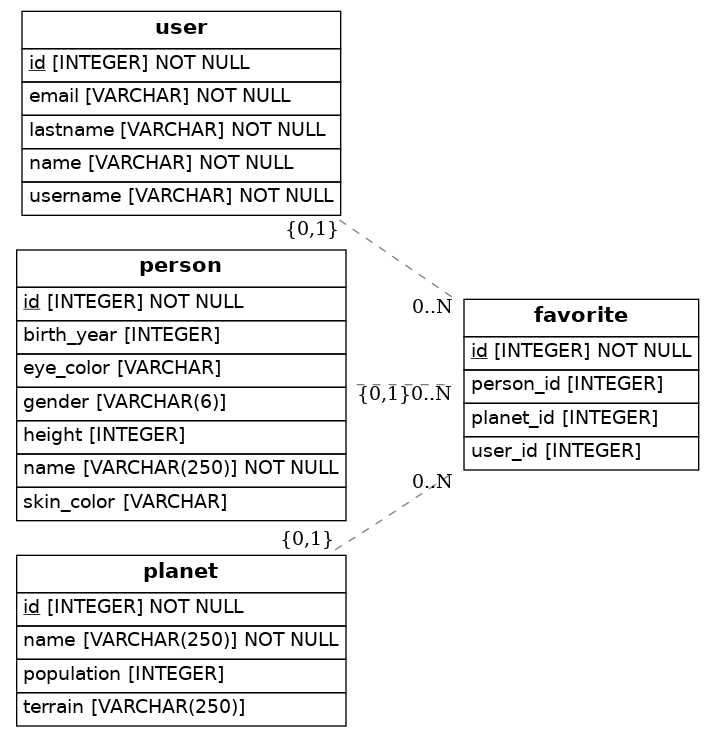 user
id [INTEGER] NOT NULL
email [VARCHAR] NOT NULL
lastname [VARCHAR] NOT NULL
name [VARCHAR] NOT NULL
username [VARCHAR] NOT NULL
{0,1}
0..N
person
id [INTEGER] NOT NULL
birth_year [INTEGER]
eye_color [VARCHAR]
gender [VARCHAR(6)]
height [INTEGER]
name [VARCHAR(250)] NOT NULL
skin_color [VARCHAR]
{0,1}0..N
favorite
id [INTEGER] NOT NULL
person_id [INTEGER]
planet_id [INTEGER]
user_id [INTEGER]
0..N
{0,1}
planet
id [INTEGER] NOT NULL
name [VARCHAR(250)] NOT NULL
population [INTEGER]
terrain [VARCHAR(250)]